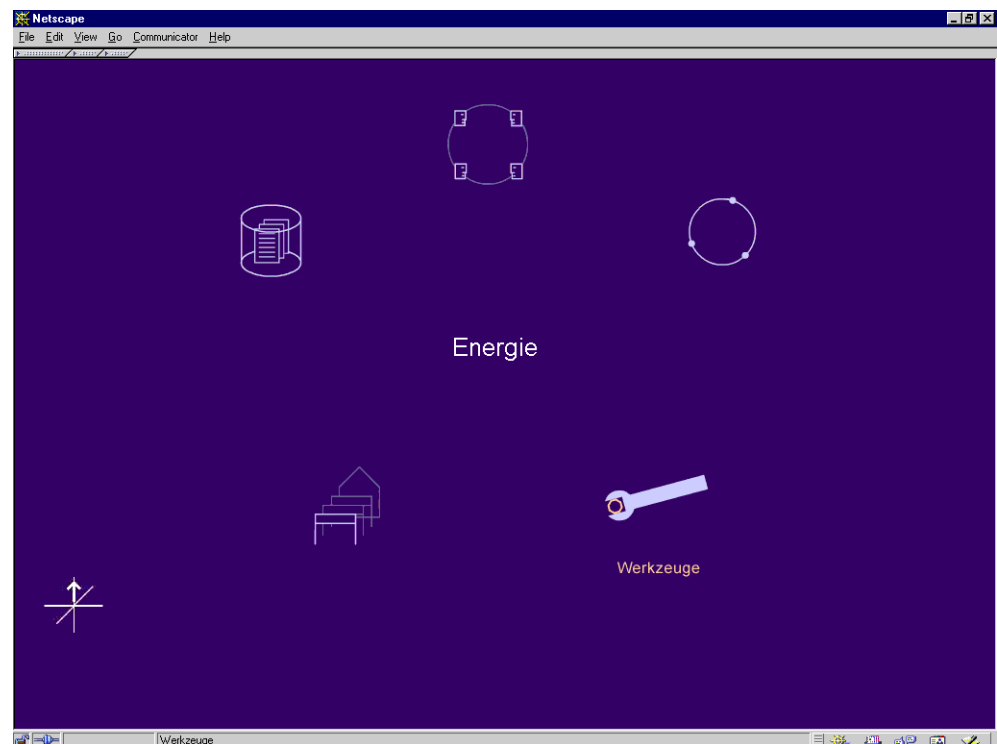 Netscape
File Edit View Go Communicator Help
Energie
Werkzeuge
Werkzeuge